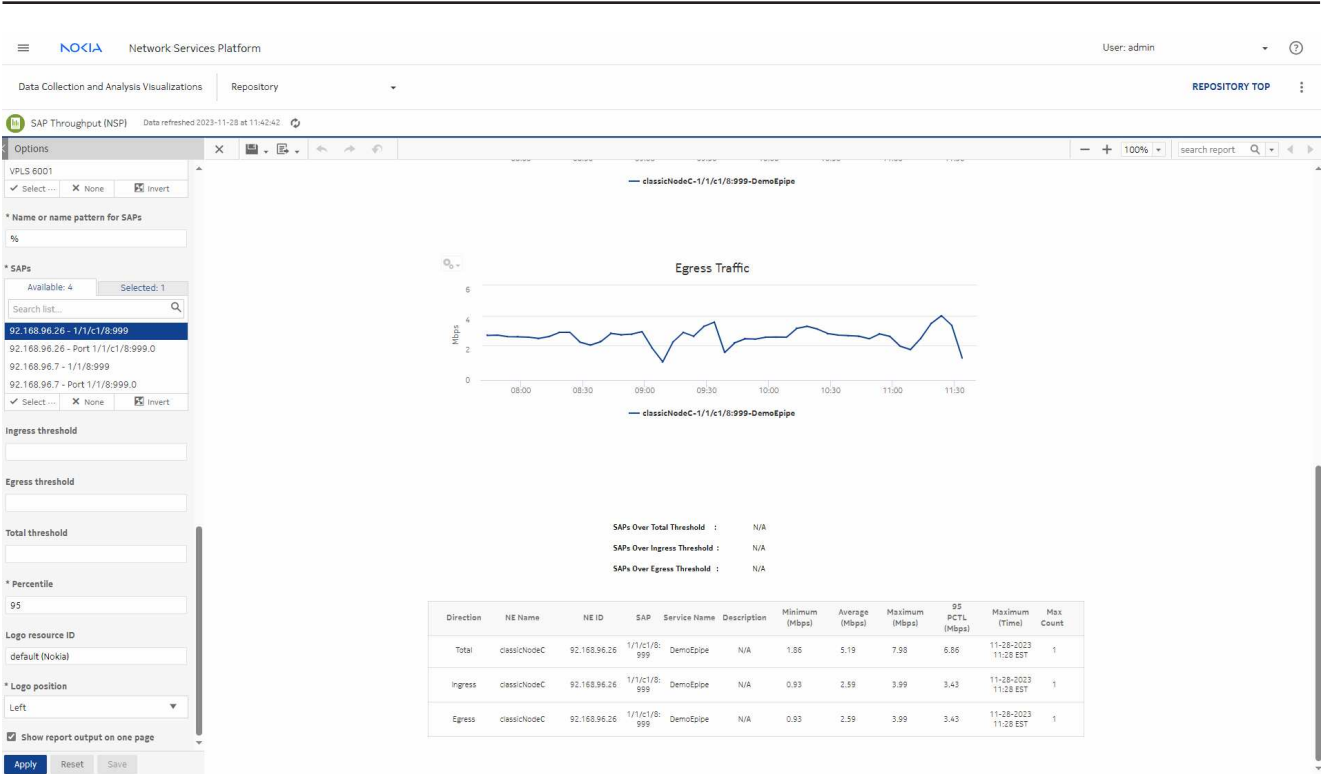 NOKIA Network Services Platform User: admin
Data Collection and Analysis Visualizations Repository REPOSITORY TOP
SAP Throughput (NSP) Data refreshed 2023-11-28 at 11:42:42
Options 100% search report
VPLS 6001
Select ... None Invert
* Name or name pattern for SAPs
%
* SAPs
Available: 4 Selected: 1
Search list...
92.168.96.26 - 1/1/c1/8:999
92.168.96.26 - Port 1/1/c1/8:999.0
92.168.96.7 - 1/1/8:999
92.168.96.7 - Port 1/1/8:999.0
Select ... None Invert
Ingress threshold
Egress threshold
Total threshold
* Percentile
95
Logo resource ID
default (Nokia)
* Logo position
Left
Show report output on one page
Apply Reset Save
classicNodeC-1/1/c1/8:999-DemoEpipe
Egress Traffic
6
4
2
0
Mbps
08:00 08:30 09:00 09:30 10:00 10:30 11:00 11:30
classicNodeC-1/1/c1/8:999-DemoEpipe
SAPs Over Total Threshold : N/A
SAPs Over Ingress Threshold : N/A
SAPs Over Egress Threshold : N/A
Direction NE Name NE ID SAP Service Name Description Minimum (Mbps) Average (Mbps) Maximum (Mbps) 95 PCTL (Mbps) Maximum (Time) Max Count
Total classicNodeC 92.168.96.26 1/1/c1/8:999 DemoEpipe N/A 1.86 5.19 7.98 6.86 11-28-2023 11:28 EST 1
Ingress classicNodeC 92.168.96.26 1/1/c1/8:999 DemoEpipe N/A 0.93 2.59 3.99 3.43 11-28-2023 11:28 EST 1
Egress classicNodeC 92.168.96.26 1/1/c1/8:999 DemoEpipe N/A 0.93 2.59 3.99 3.43 11-28-2023 11:28 EST 1